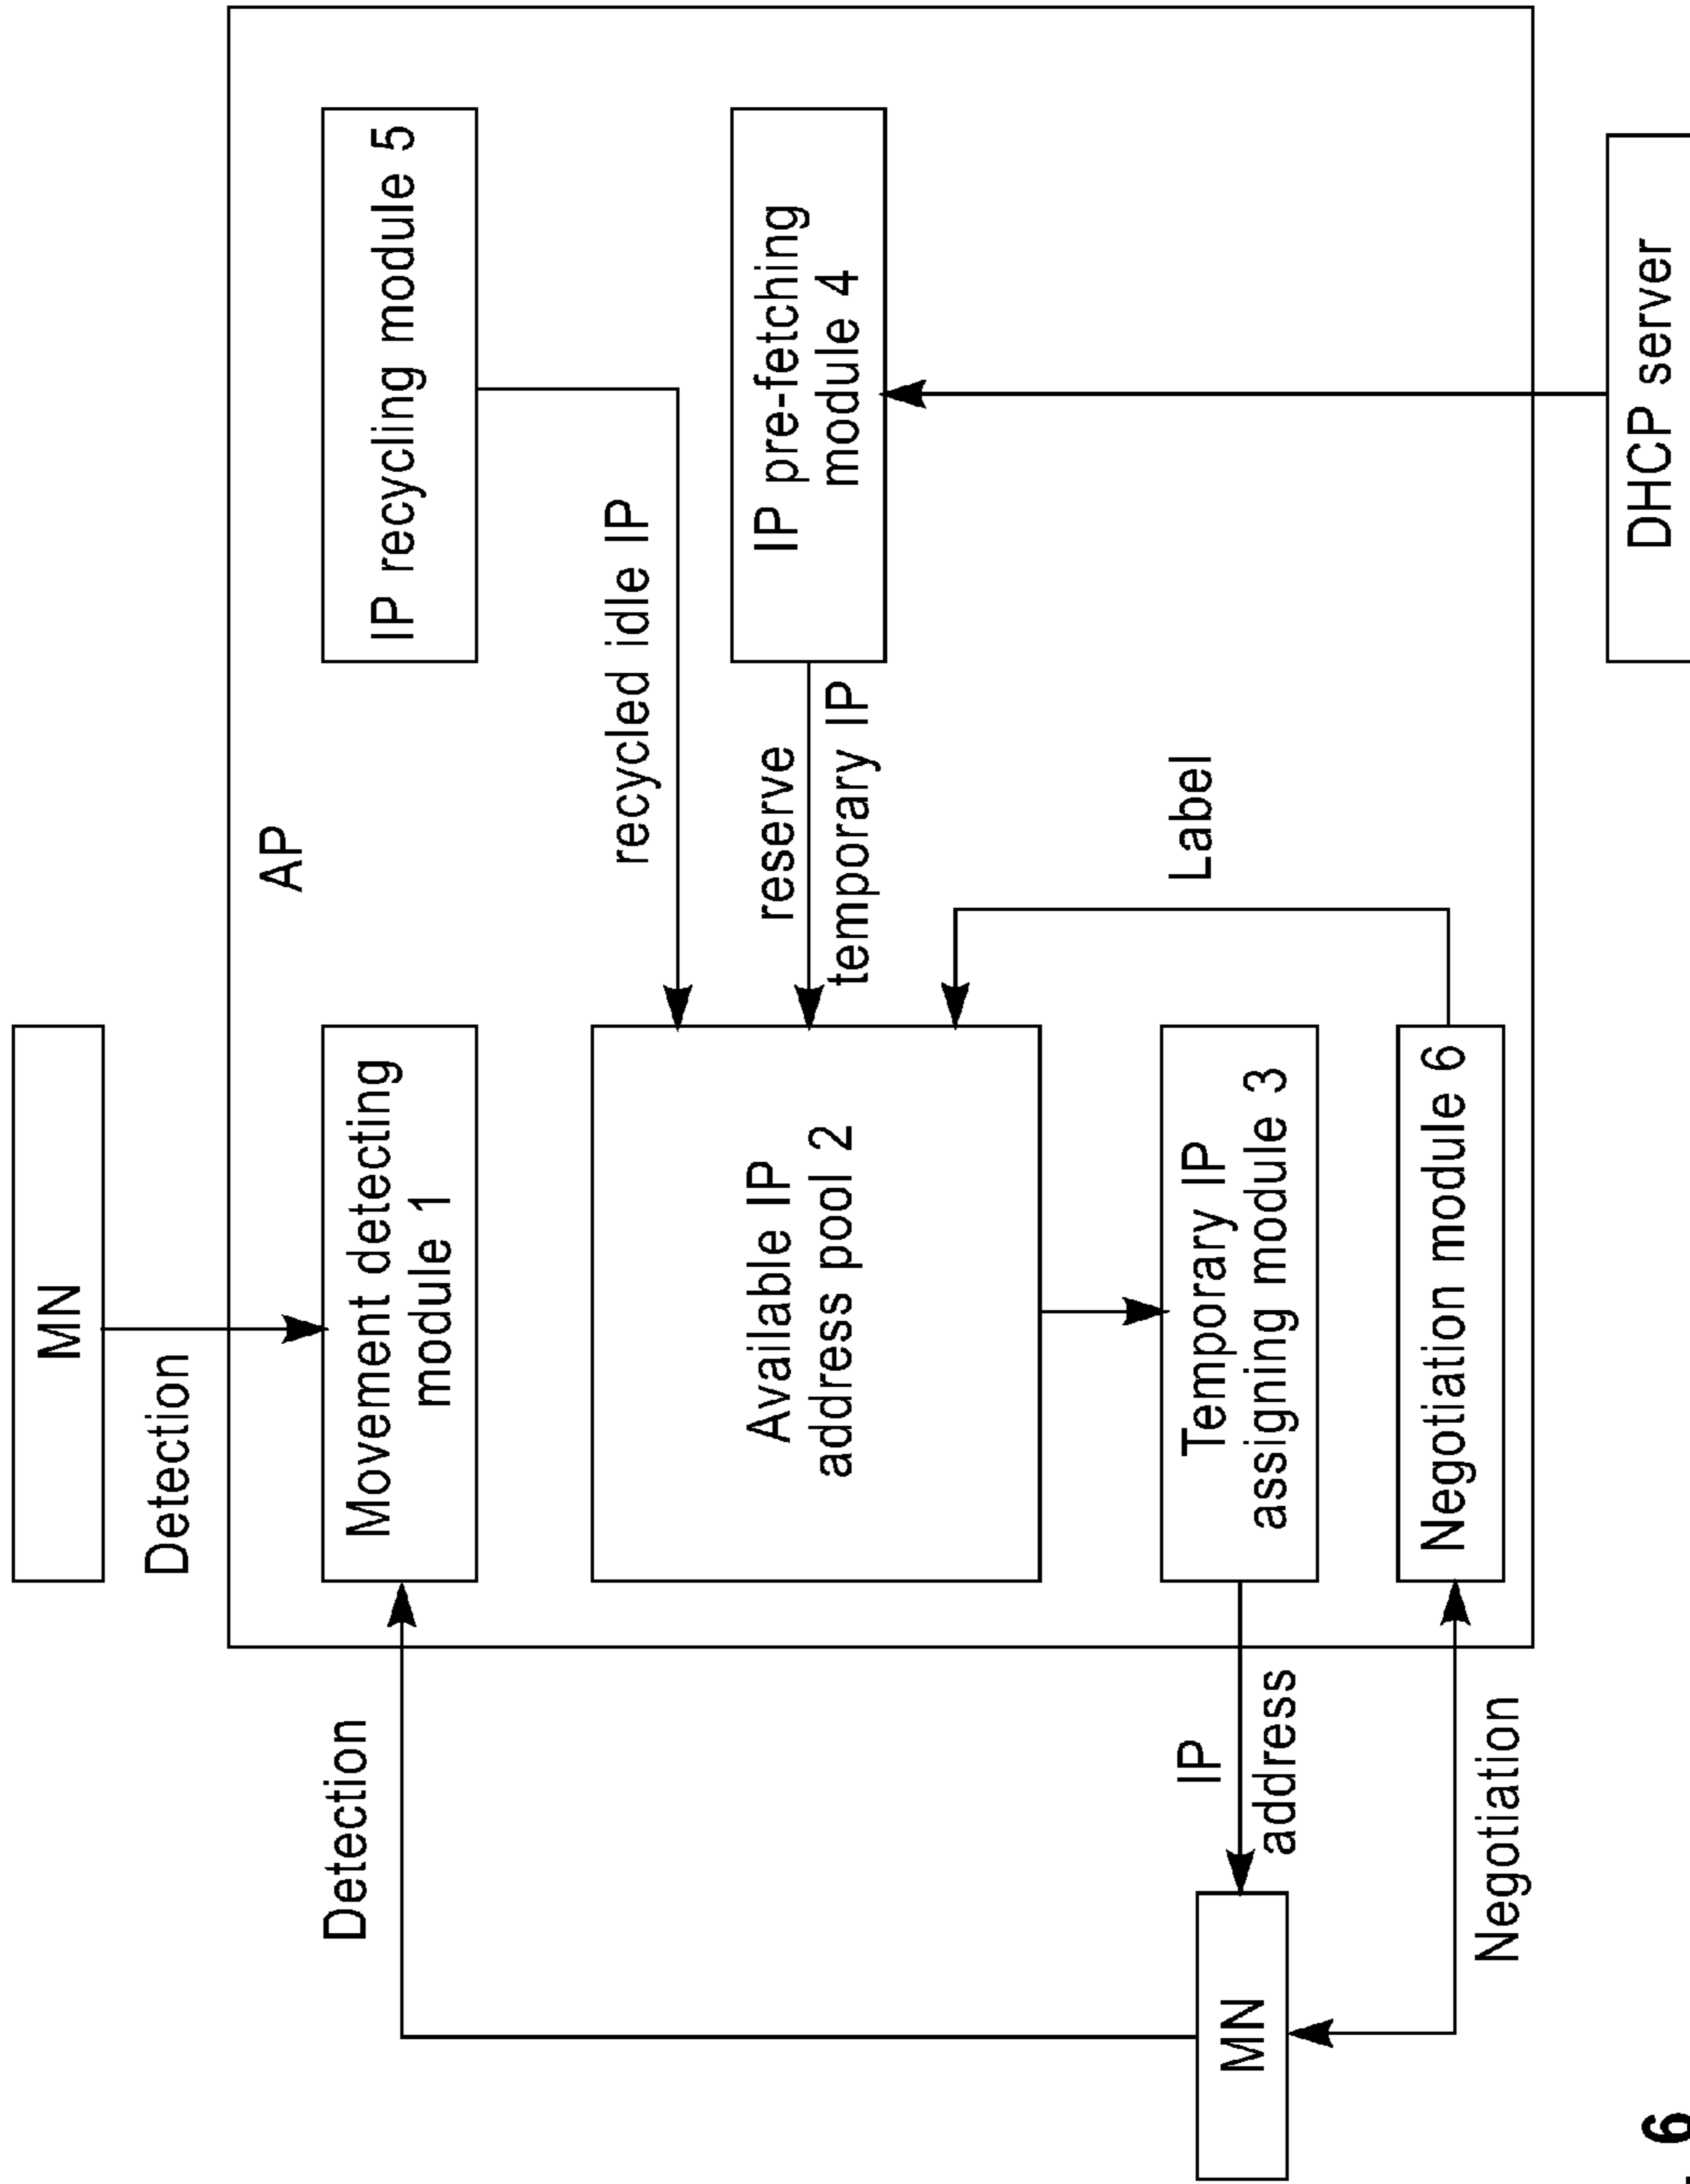 MN
Detection
AP
Movement detecting
module 1
IP recycling module 5
Detection
recycled idle IP
Available IP
address pool 2
reserve
temporary IP
IP pre-fetching
module 4
MN
IP
address
Temporary IP
assigning module 3
Label
Negotiation
Negotiation module 6
DHCP server
6